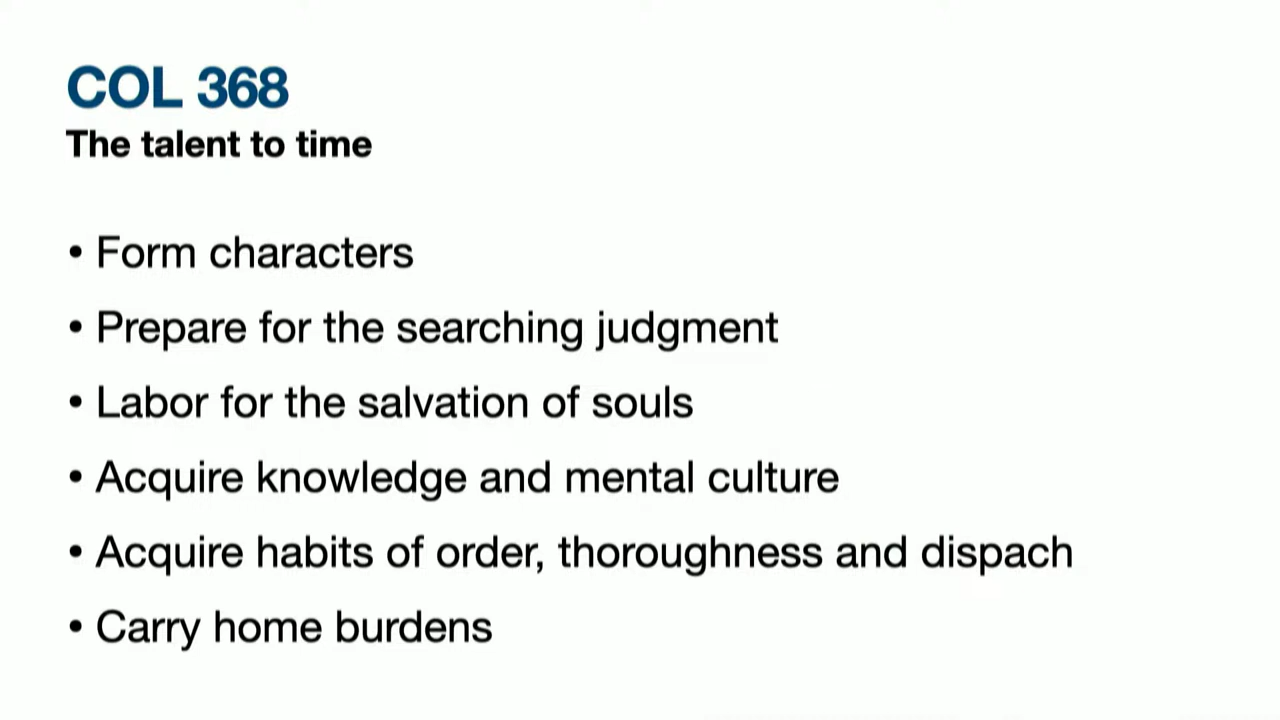 COL 368
The talent to time
• Form characters
• Prepare for the searching judgment
• Labor for the salvation of souls
• Acquire knowledge and mental culture
• Acquire habits of order, thoroughness and dispach
• Carry home burdens